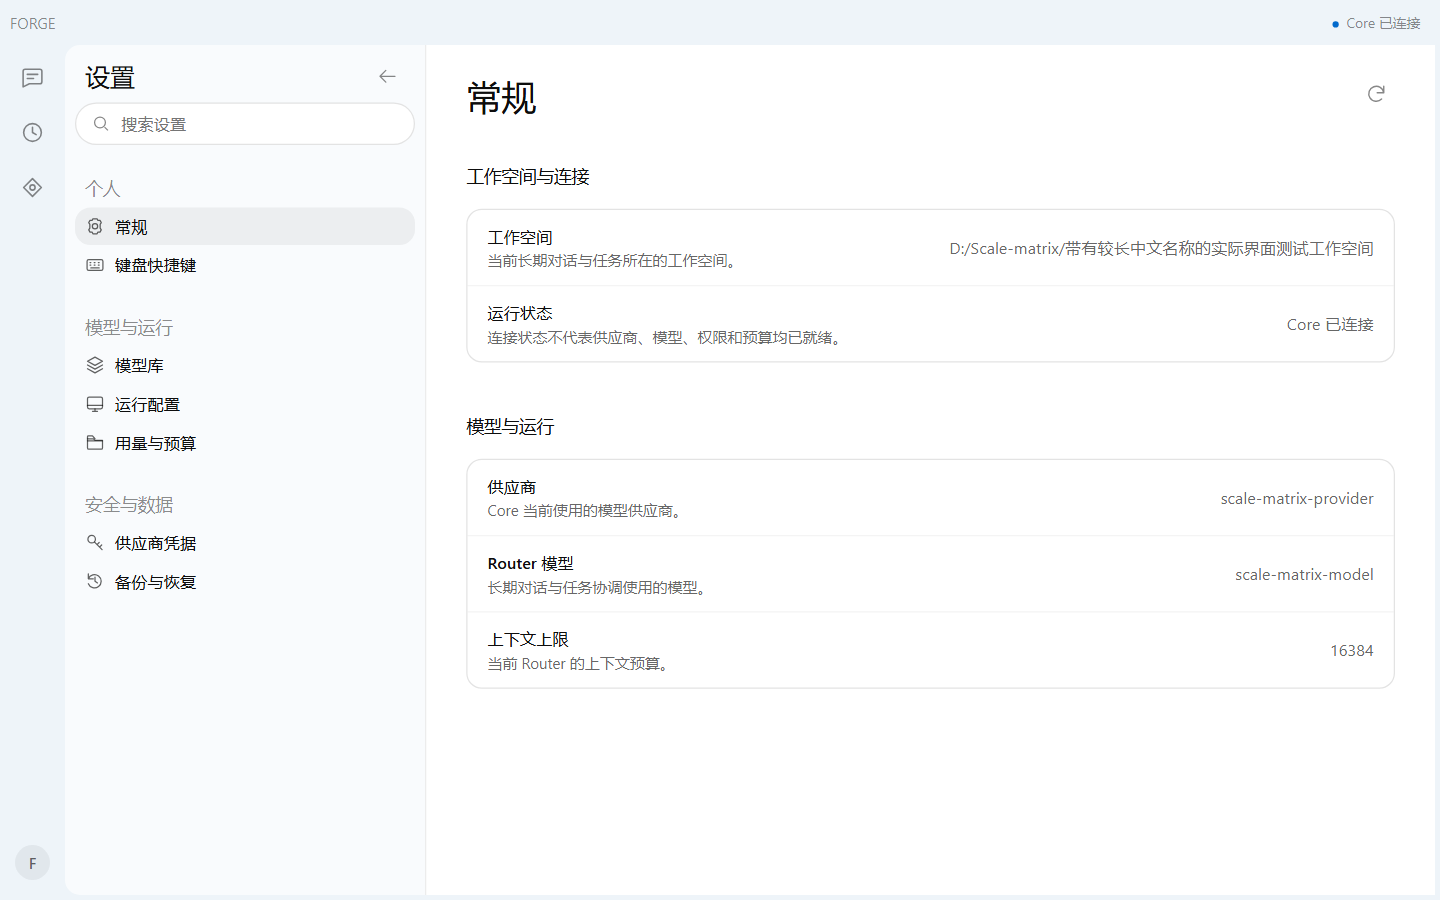 FORGE
Core 已连接
设置
搜索设置
个人
常规
键盘快捷键
模型与运行
模型库
运行配置
用量与预算
安全与数据
供应商凭据
备份与恢复
F
常规
工作空间与连接
工作空间
当前长期对话与任务所在的工作空间。
D:/Scale-matrix/带有较长中文名称的实际界面测试工作空间
运行状态
连接状态不代表供应商、模型、权限和预算均已就绪。
Core 已连接
模型与运行
供应商
Core 当前使用的模型供应商。
scale-matrix-provider
Router 模型
长期对话与任务协调使用的模型。
scale-matrix-model
上下文上限
当前 Router 的上下文预算。
16384